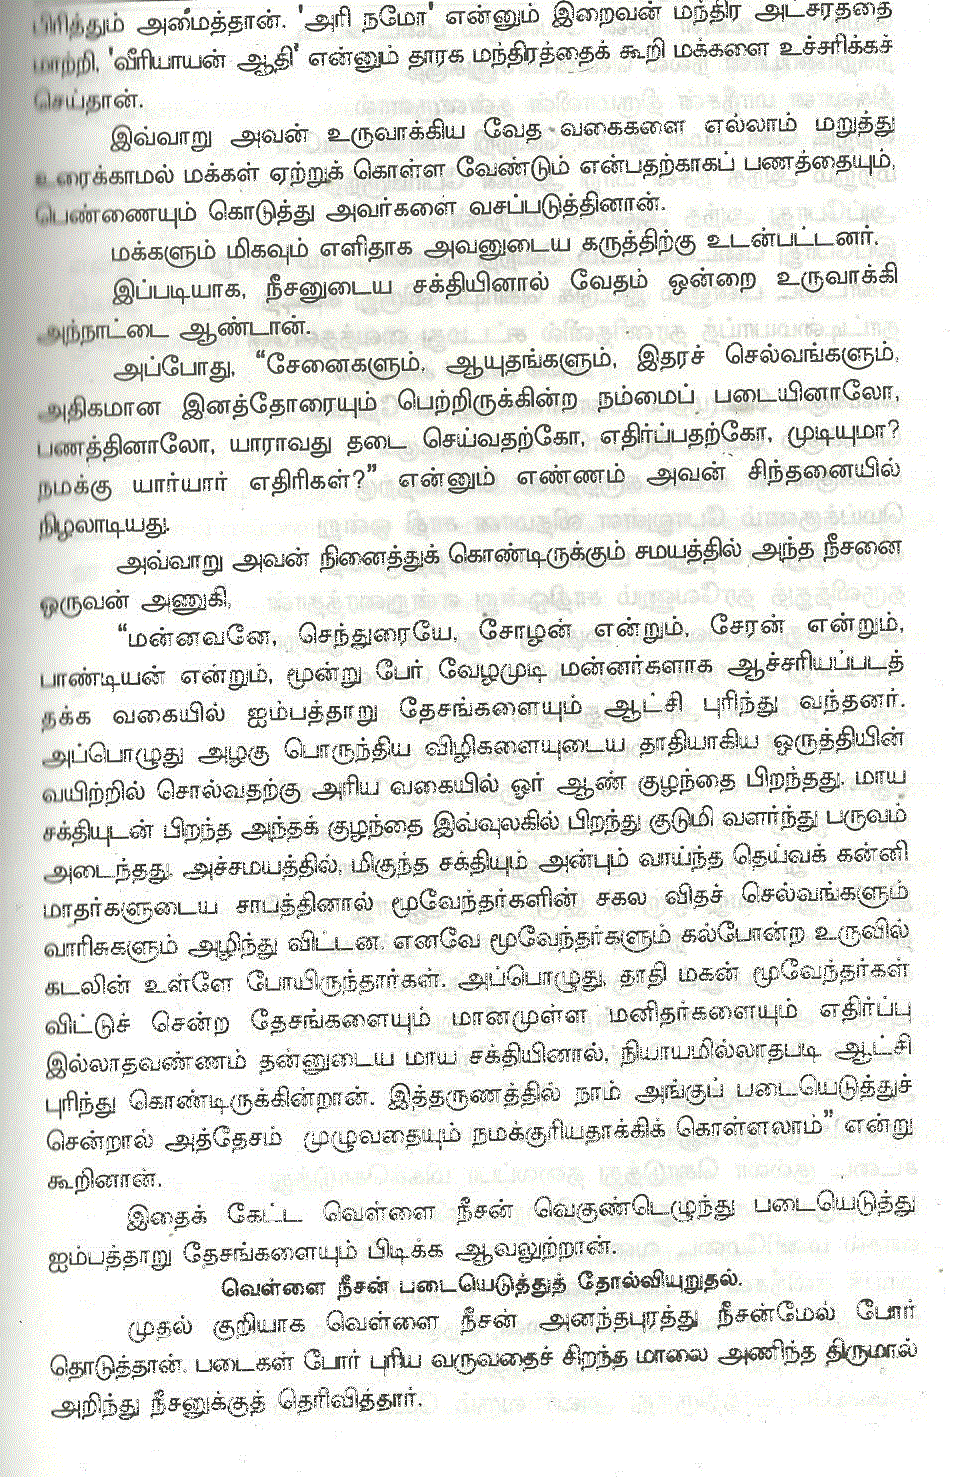 பிரித்தும் அமைத்தான். 'அரி நமோ' என்னும் இறைவன் மந்திர அட்சரத்தை
மாற்றி, 'வீரியாயன் ஆதி' என்னும் தாரக மந்திரத்தைக் கூறி மக்களை உச்சரிக்கச்
செய்தான்.
இவ்வாறு அவன் உருவாக்கிய வேத வகைகளை எல்லாம் மறுத்து
உரைக்காமல் மக்கள் ஏற்றுக் கொள்ள வேண்டும் என்பதற்காகப் பணத்தையும்,
பெண்ணையும் கொடுத்து அவர்களை வசப்படுத்தினான்.
மக்களும் மிகவும் எளிதாக அவனுடைய கருத்திற்கு உடன்பட்டனர்.
இப்படியாக, நீசனுடைய சக்தியினால் வேதம் ஒன்றை உருவாக்கி
அந்நாட்டை ஆண்டான்.
அப்போது, “சேனைகளும், ஆயுதங்களும், இதரச் செல்வங்களும்,
அதிகமான இனத்தோரையும் பெற்றிருக்கின்ற நம்மைப் படையினாலோ,
பணத்தினாலோ, யாராவது தடை செய்வதற்கோ, எதிர்ப்பதற்கோ, முடியுமா?
நமக்கு யார்யார் எதிரிகள்?” என்னும் எண்ணம் அவன் சிந்தனையில்
நிழலாடியது.
அவ்வாறு அவன் நினைத்துக் கொண்டிருக்கும் சமயத்தில் அந்த நீசனை
ஒருவன் அணுகி,
“மன்னவனே, செந்துரையே, சோழன் என்றும், சேரன் என்றும்,
பாண்டியன் என்றும், மூன்று பேர் வேழமுடி மன்னர்களாக ஆச்சரியப்படத்
தக்க வகையில் ஐம்பத்தாறு தேசங்களையும் ஆட்சி புரிந்து வந்தனர்.
அப்பொழுது அழகு பொருந்திய விழிகளையுடைய தாதியாகிய ஒருத்தியின்
வயிற்றில் சொல்வதற்கு அரிய வகையில் ஓர் ஆண் குழந்தை பிறந்தது. மாய
சக்தியுடன் பிறந்த அந்தக் குழந்தை இவ்வுலகில் பிறந்து குடுமி வளர்ந்து பருவம்
அடைந்தது. அச்சமயத்தில், மிகுந்த சக்தியும் அன்பும் வாய்ந்த தெய்வக் கன்னி
மாதர்களுடைய சாபத்தினால் மூவேந்தர்களின் சகல விதச் செல்வங்களும்
வாரிசுகளும் அழிந்து விட்டன. எனவே மூவேந்தர்களும் கல்போன்ற உருவில்
கடலின் உள்ளே போயிருந்தார்கள். அப்பொழுது, தாதி மகன் மூவேந்தர்கள்
விட்டுச் சென்ற தேசங்களையும் மானமுள்ள மனிதர்களையும் எதிர்ப்பு
இல்லாதவண்ணம் தன்னுடைய மாய சக்தியினால், நியாயமில்லாதபடி ஆட்சி
புரிந்து கொண்டிருக்கின்றான். இத்தருணத்தில் நாம் அங்குப் படையெடுத்துச்
சென்றால் அத்தேசம் முழுவதையும் நமக்குரியதாக்கிக் கொள்ளலாம்” என்று
கூறினான்.
இதைக் கேட்ட வெள்ளை நீசன் வெகுண்டெழுந்து படையெடுத்து
ஐம்பத்தாறு தேசங்களையும் பிடிக்க ஆவலுற்றான்.
வெள்ளை நீசன் படையெடுத்துத் தோல்வியுறுதல்.
முதல் குறியாக வெள்ளை நீசன் அனந்தபுரத்து நீசன்மேல் போர்
தொடுத்தான். படைகள் போர் புரிய வருவதைச் சிறந்த மாலை அணிந்த திருமால்
அறிந்து நீசனுக்குத் தெரிவித்தார்.